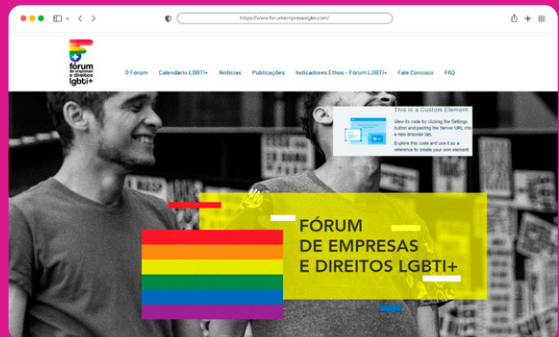 https://www.forumempresaslgbt.com/
fórum
de empresas
e direitos
lgbti+
O Fórum Calendário LGBTI+ Notícias Publicações Indicadores Ethos - Fórum LGBTI+ Fale Conosco FAQ
This is a Custom Element
View its code by clicking the Settings
button and pasting the Server URL into
a new browser tab.
Explore this code and use it as a
reference to create your own element.
FÓRUM
DE EMPRESAS
E DIREITOS LGBTI+